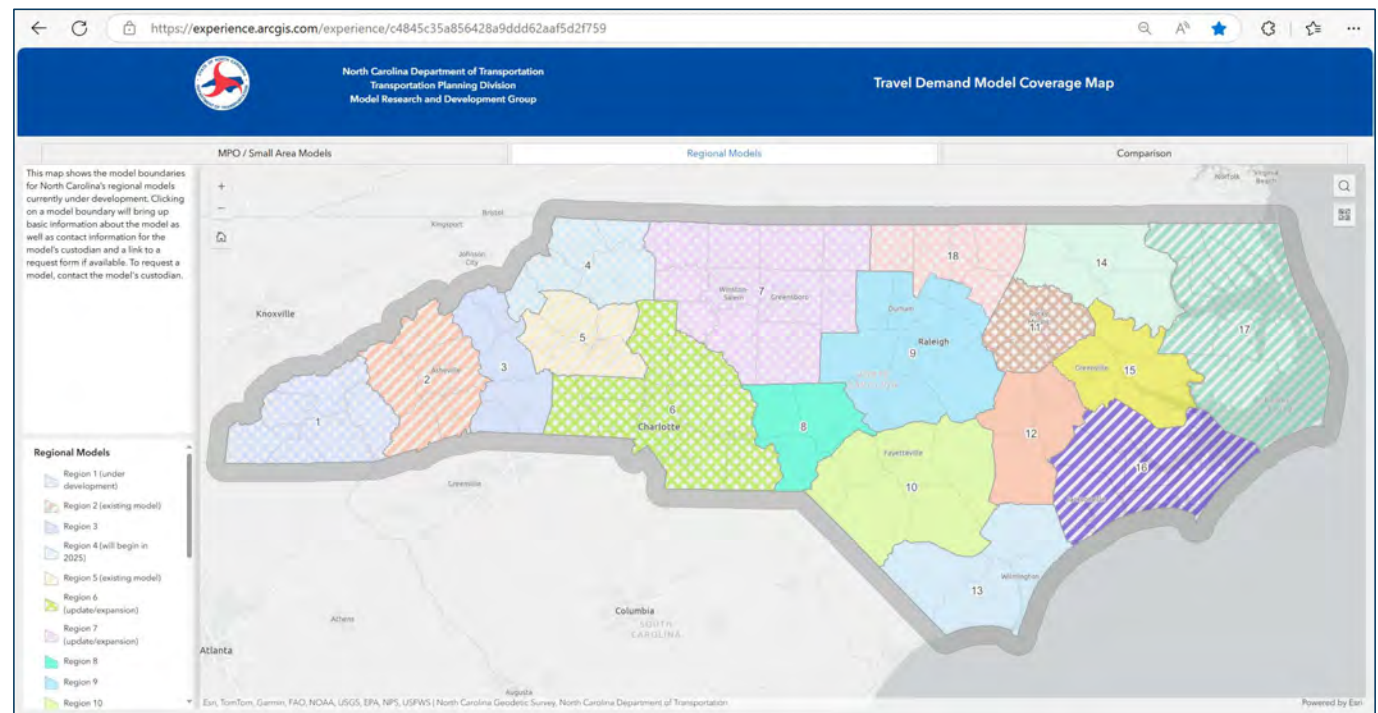 https://experience.arcgis.com/experience/c4845c35a856428a9ddd62aaf5d2f759
North Carolina Department of Transportation
Transportation Planning Division
Model Research and Development Group
Travel Demand Model Coverage Map
MPO / Small Area Models
Regional Models
Comparison
This map shows the model boundaries
for North Carolina's regional models
currently under development. Clicking
on a model boundary will bring up
basic information about the model as
well as contact information for the
model's custodian and a link to a
request form if available. To request a
model, contact the model's custodian.
Regional Models
Region 1 (under
development)
Region 2 (existing model)
Region 3
Region 4 (will begin in
2025)
Region 5 (existing model)
Region 6
(update/expansion)
Region 7
(update/expansion)
Region 8
Region 9
Region 10
+
−
Norfolk
Virginia
Beach
Bristol
Kingsport
Johnson
City
Knoxville
4
18
14
Winston-
Salem
7
Greensboro
Durham
Rocky
Mount
11
17
5
Raleigh
9
3
Asheville
2
Greenville
15
1
6
Charlotte
8
12
Fayetteville
10
16
Jacksonville
Greenville
Wilmington
13
Columbia
SOUTH
CAROLINA
Athens
Atlanta
Augusta
Esri, TomTom, Garmin, FAO, NOAA, USGS, EPA, NPS, USFWS | North Carolina Geodetic Survey, North Carolina Department of Transportation
Powered by Esri